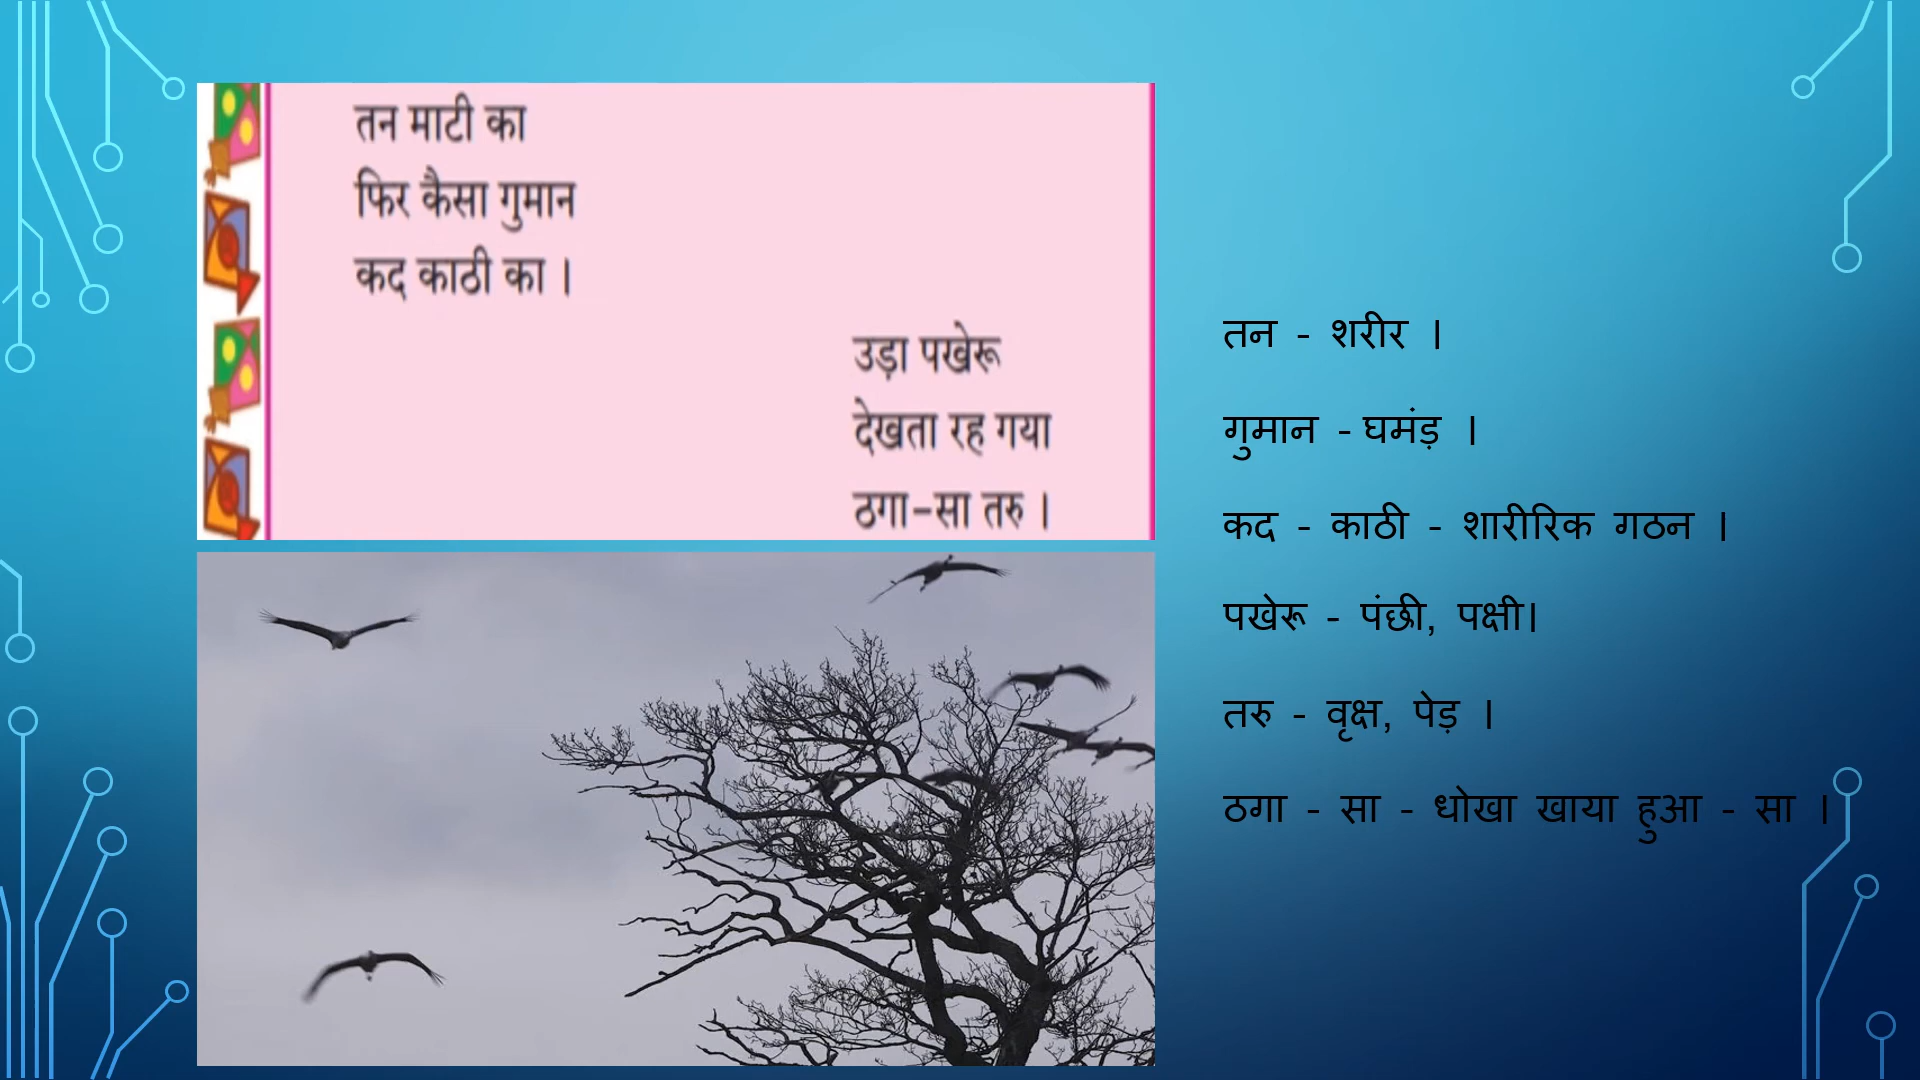 तन माटी का
फिर कैसा गुमान
कद काठी का ।
उड़ा पखेरू
देखता रह गया
ठगा-सा तरु ।
तन - शरीर ।
गुमान - घमंड़ ।
कद - काठी - शारीरिक गठन ।
पखेरू - पंछी, पक्षी।
तरु - वृक्ष, पेड़ ।
ठगा - सा - धोखा खाया हुआ - सा ।